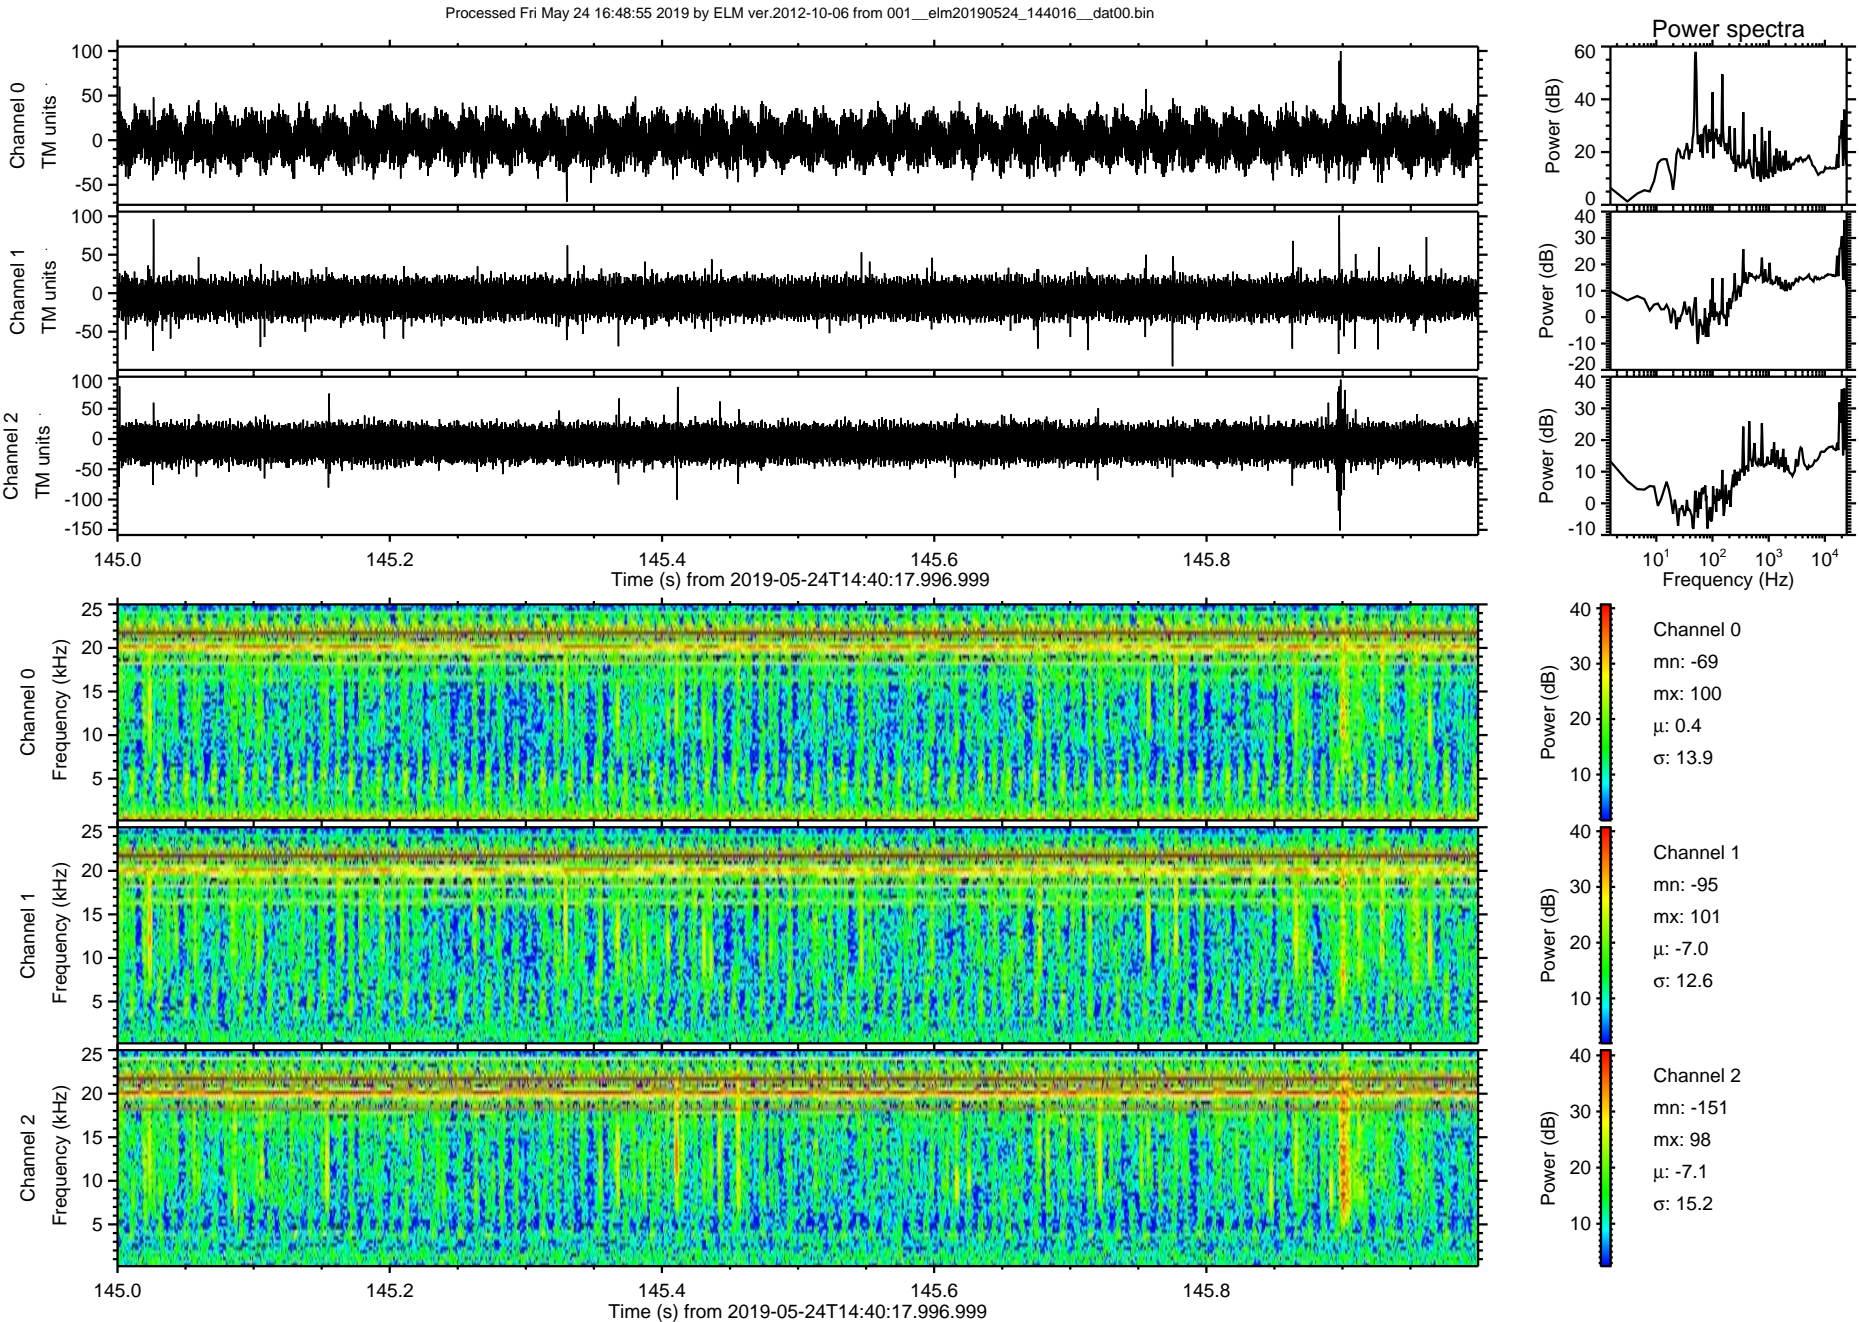 Processed Fri May 24 16:48:55 2019 by ELM ver.2012-10-06 from 001__elm20190524_144016__dat00.bin
Power spectra
Channel 0
TM units
100
50
0
-50
Power (dB)
60
40
20
0
Channel 1
TM units
100
50
0
-50
Power (dB)
40
30
20
10
0
-10
-20
Channel 2
TM units
100
50
0
-50
-100
-150
Power (dB)
40
30
20
10
0
-10
145.0 145.2 145.4 145.6 145.8
Time (s) from 2019-05-24T14:40:17.996.999
10^1 10^2 10^3 10^4
Frequency (Hz)
Channel 0
Frequency (kHz)
25
20
15
10
5
Power (dB)
40
30
20
10
Channel 0
mn: -69
mx: 100
μ: 0.4
σ: 13.9
Channel 1
Frequency (kHz)
25
20
15
10
5
Power (dB)
40
30
20
10
Channel 1
mn: -95
mx: 101
μ: -7.0
σ: 12.6
Channel 2
Frequency (kHz)
25
20
15
10
5
Power (dB)
40
30
20
10
Channel 2
mn: -151
mx: 98
μ: -7.1
σ: 15.2
145.0 145.2 145.4 145.6 145.8
Time (s) from 2019-05-24T14:40:17.996.999